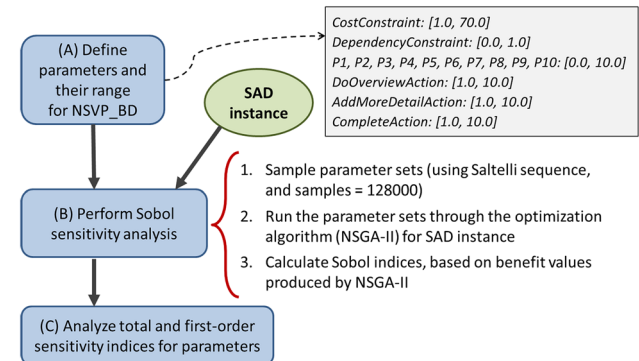 (A) Define
parameters and
their range
for NSVP_BD
CostConstraint: [1.0, 70.0]
DependencyConstraint: [0.0, 1.0]
P1, P2, P3, P4, P5, P6, P7, P8, P9, P10: [0.0, 10.0]
DoOverviewAction: [1.0, 10.0]
AddMoreDetailAction: [1.0, 10.0]
CompleteAction: [1.0, 10.0]
SAD
instance
(B) Perform Sobol
sensitivity analysis
1. Sample parameter sets (using Saltelli sequence,
and samples = 128000)
2. Run the parameter sets through the optimization
algorithm (NSGA-II) for SAD instance
3. Calculate Sobol indices, based on benefit values
produced by NSGA-II
(C) Analyze total and first-order
sensitivity indices for parameters